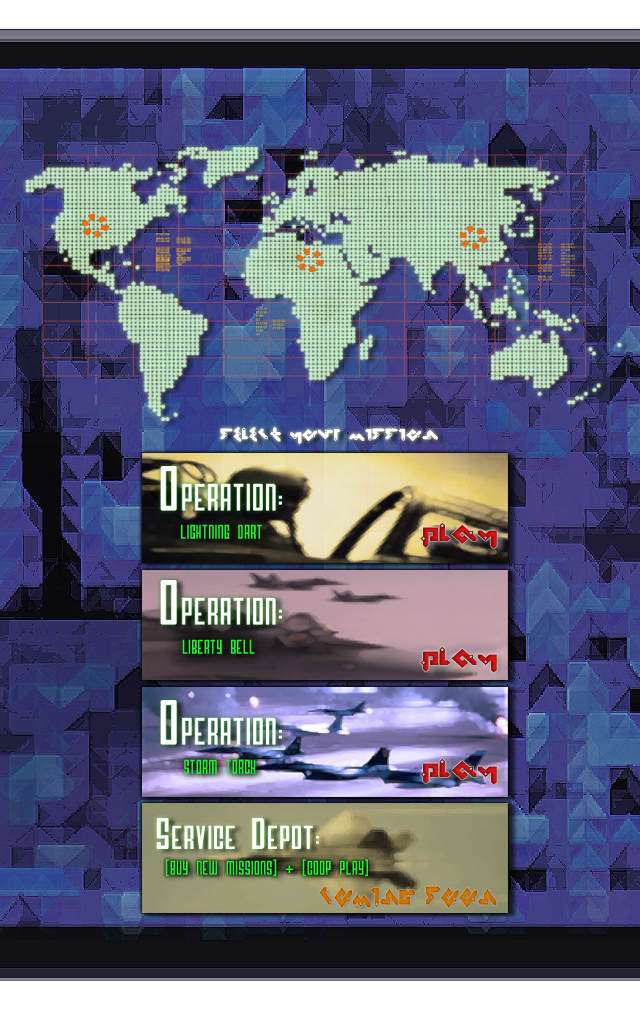 SELECT YOUR MISSION
OPERATION:
LIGHTNING DART
PLAY
OPERATION:
LIBERTY BELL
PLAY
OPERATION:
STORM TORCH
PLAY
SERVICE DEPOT:
[BUY NEW MISSIONS] + [COOP PLAY]
COMING SOON